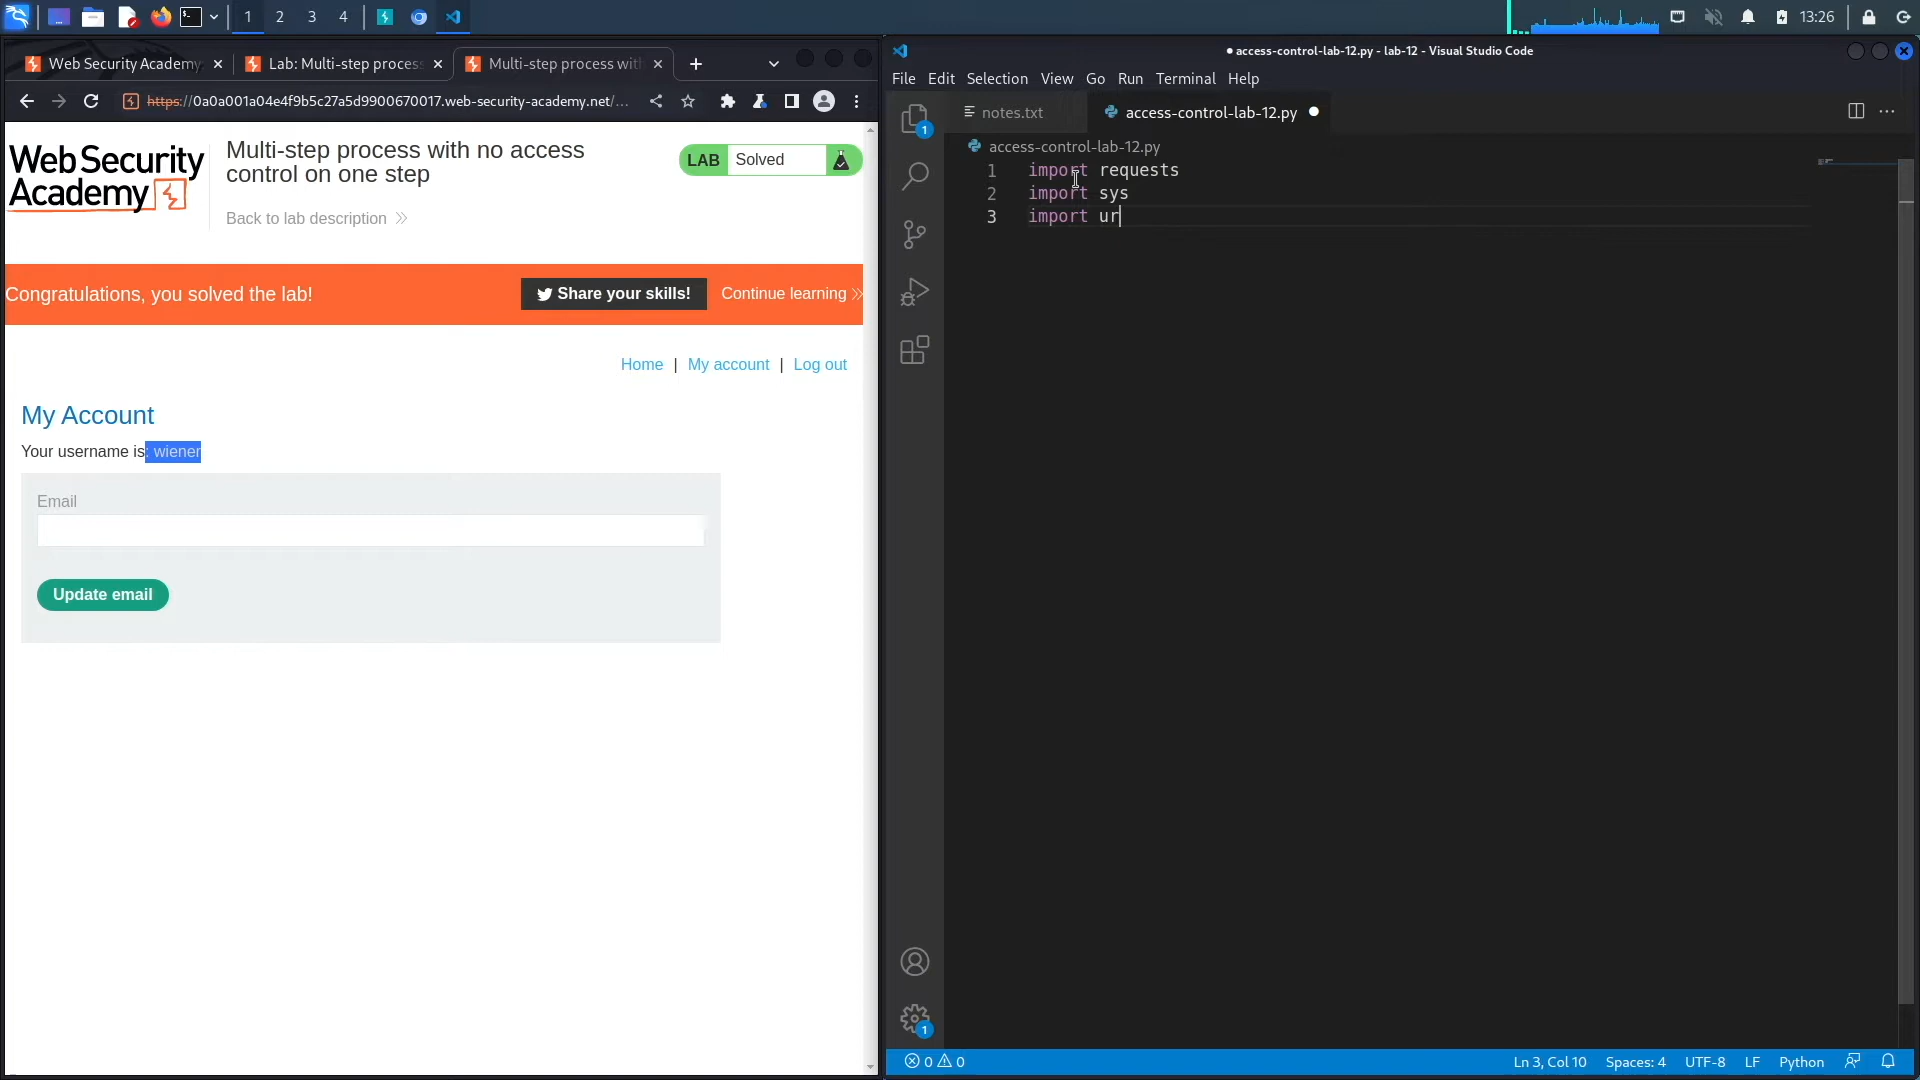 1
2
3
4
13:26
Web Security Academy
Lab: Multi-step process
Multi-step process with
https://0a0a001a04e4f9b5c27a5d9900670017.web-security-academy.net/...
Web Security
Academy
Multi-step process with no access
control on one step
Back to lab description
LAB
Solved
Congratulations, you solved the lab!
Share your skills!
Continue learning
Home | My account | Log out
My Account
Your username is: wiener
Email
Update email
access-control-lab-12.py - lab-12 - Visual Studio Code
File Edit Selection View Go Run Terminal Help
notes.txt
access-control-lab-12.py
access-control-lab-12.py
1 import requests
2 import sys
3 import ur
1
1
0 0
Ln 3, Col 10
Spaces: 4
UTF-8
LF
Python